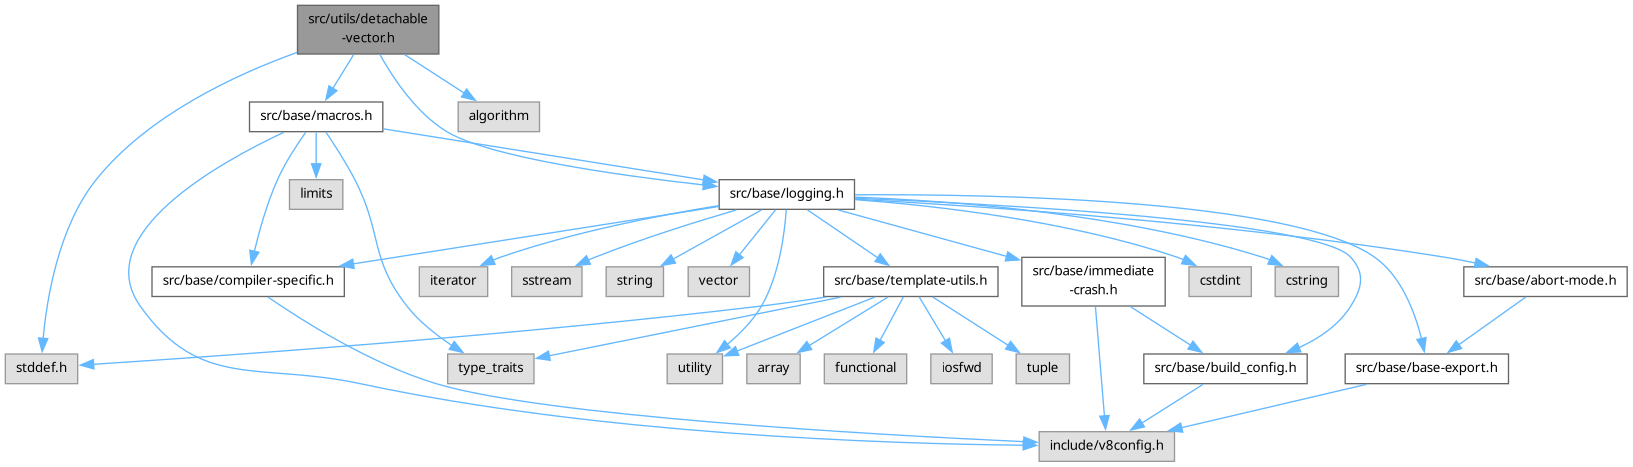 src/utils/detachable
-vector.h
src/base/macros.h
algorithm
limits
src/base/logging.h
src/base/compiler-specific.h
iterator
sstream
string
vector
src/base/template-utils.h
src/base/immediate
-crash.h
cstdint
cstring
src/base/abort-mode.h
stddef.h
type_traits
utility
array
functional
iosfwd
tuple
src/base/build_config.h
src/base/base-export.h
include/v8config.h